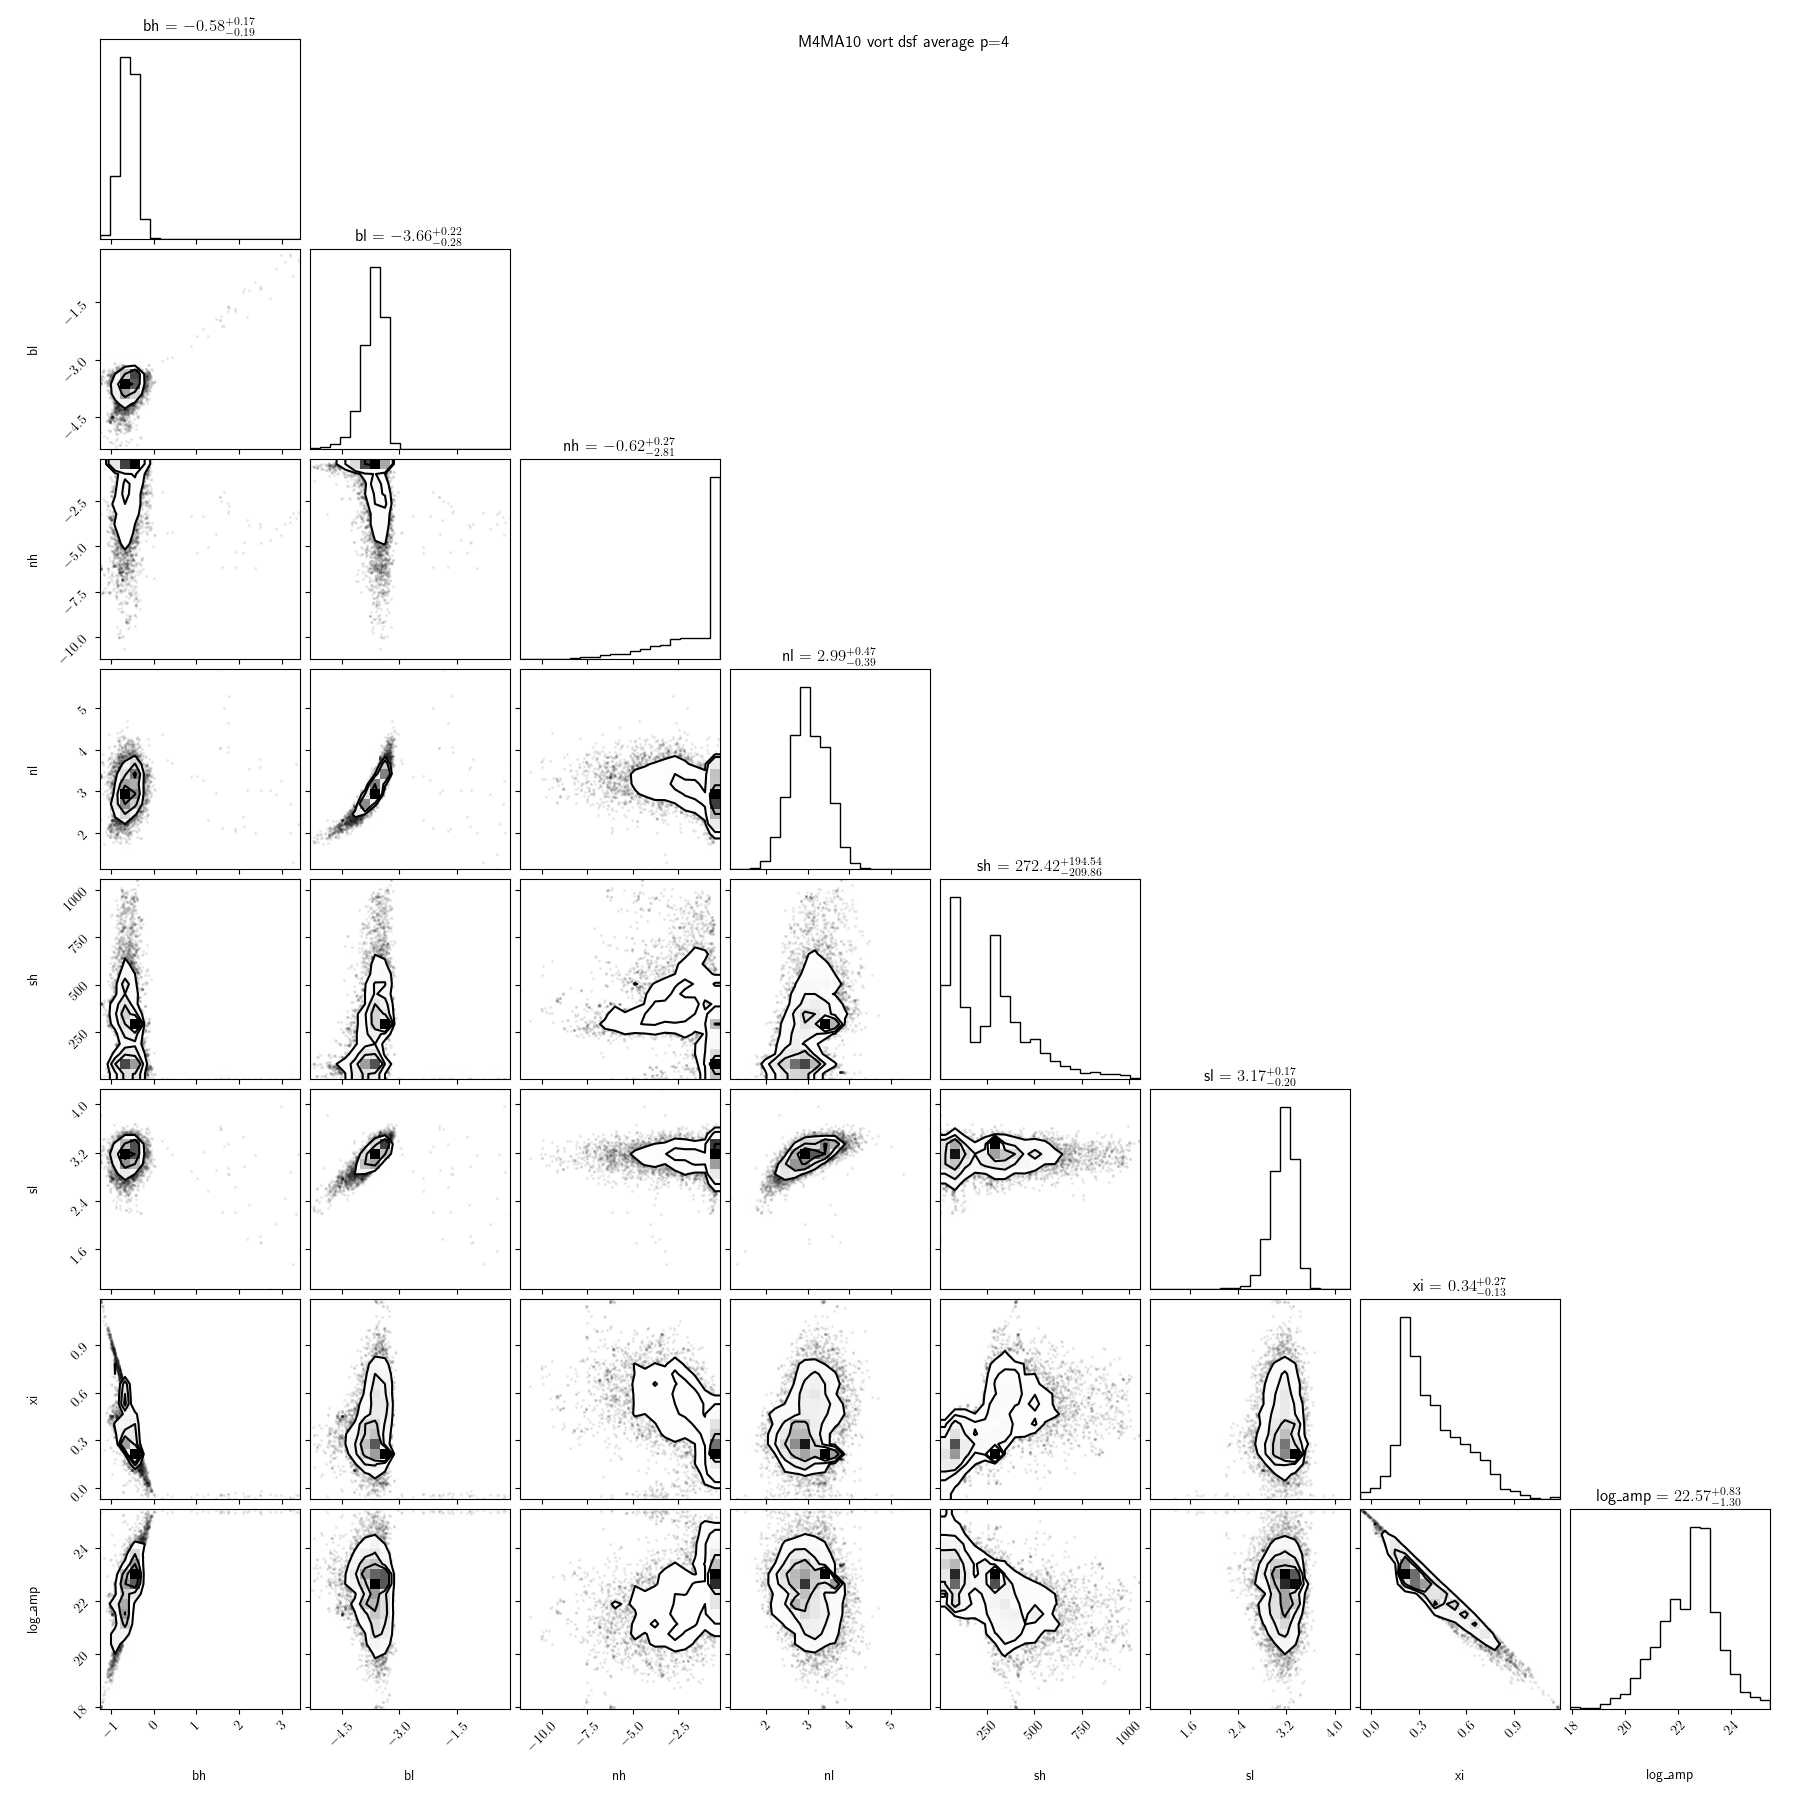 bh = −0.58 +0.17 −0.19
M4MA10 vort dsf average p=4
bl = −3.66 +0.22 −0.28
−1.5
−3.0
−4.5
bl
nh = −0.62 +0.27 −2.81
−2.5
−5.0
−7.5
−10.0
nh
nl = 2.99 +0.47 −0.39
5
4
3
2
nl
sh = 272.42 +194.54 −209.86
1000
750
500
250
sh
sl = 3.17 +0.17 −0.20
4.0
3.2
2.4
1.6
sl
xi = 0.34 +0.27 −0.13
0.9
0.6
0.3
0.0
xi
log_amp = 22.57 +0.83 −1.30
24
22
20
18
log_amp
−1 0 1 2 3 −4.5 −3.0 −1.5 −10.0 −7.5 −5.0 −2.5 2 3 4 5 250 500 750 1000 1.6 2.4 3.2 4.0 0.0 0.3 0.6 0.9 18 20 22 24
bh bl nh nl sh sl xi log_amp